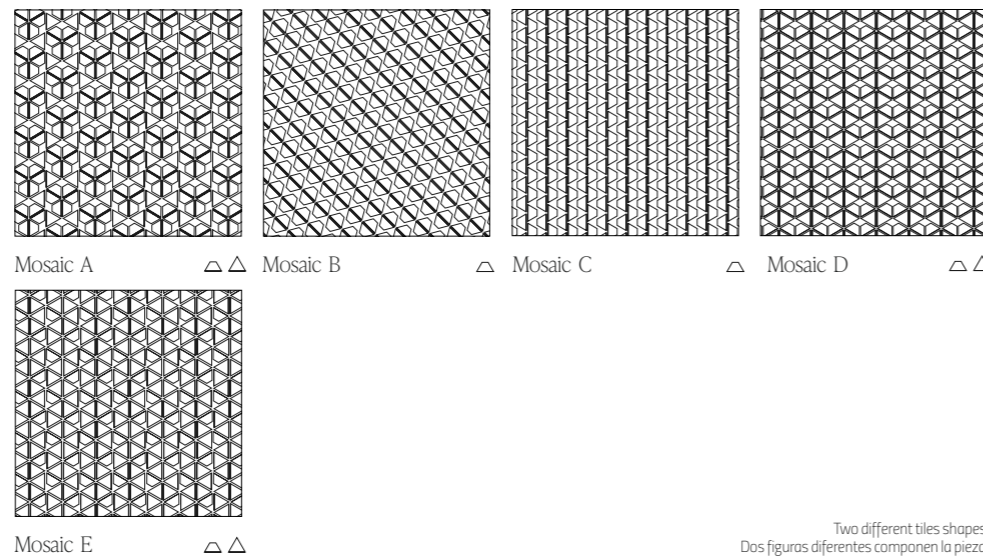 Mosaic A
Mosaic B
Mosaic C
Mosaic D
Mosaic E
Two different tiles shapes
Dos figuras diferentes componen la pieza